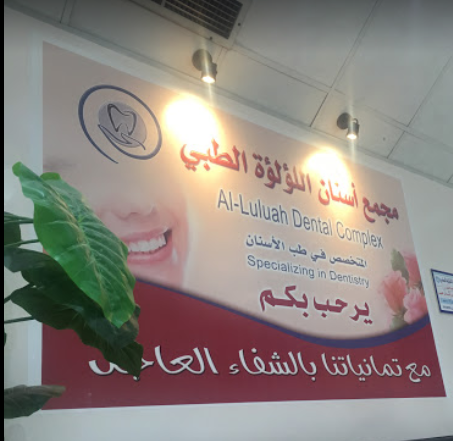 مجمع أسنان اللؤلؤة الطبي
Al-Luluah Dental Complex
المتخصص في طب الأسنان
Specializing in Dentistry
يرحب بكم
مع تمانياتنا بالشفاء العاجل